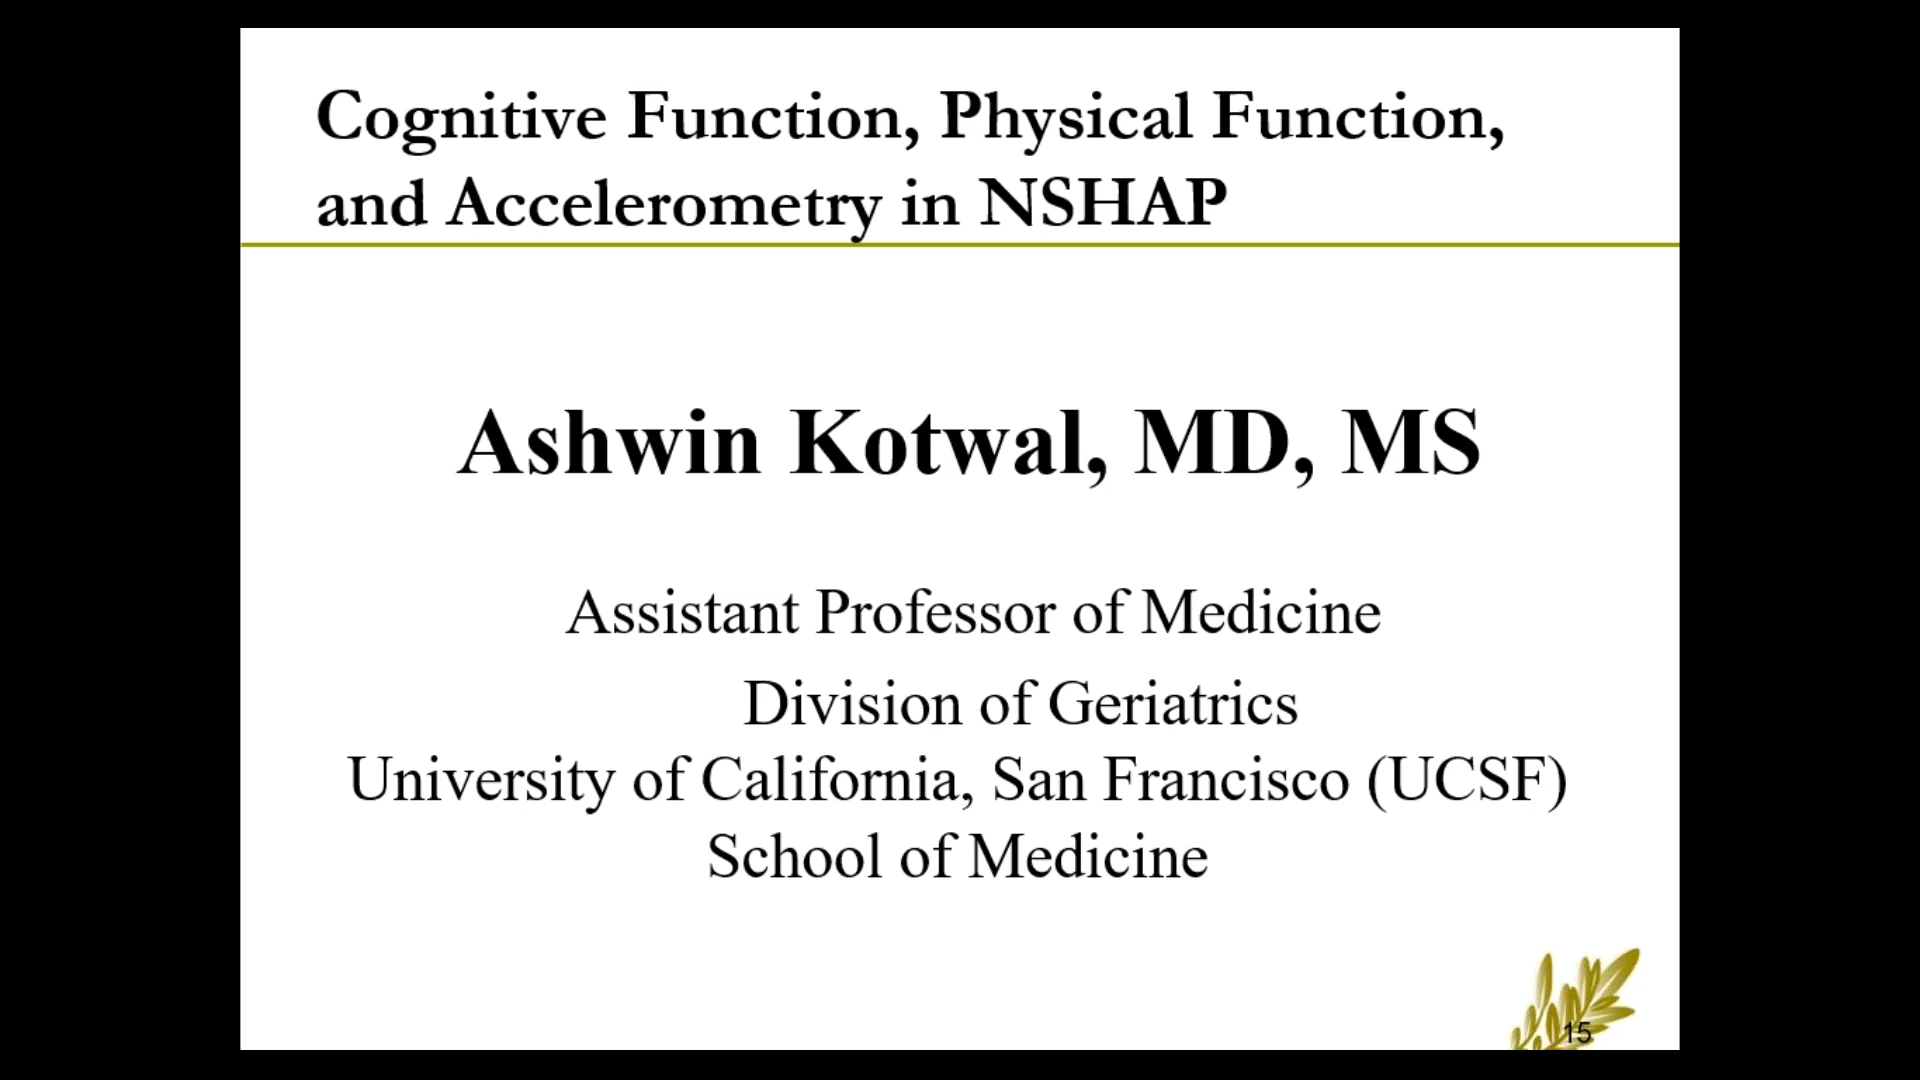 Cognitive Function, Physical Function,
and Accelerometry in NSHAP
Ashwin Kotwal, MD, MS
Assistant Professor of Medicine
Division of Geriatrics
University of California, San Francisco (UCSF)
School of Medicine
15